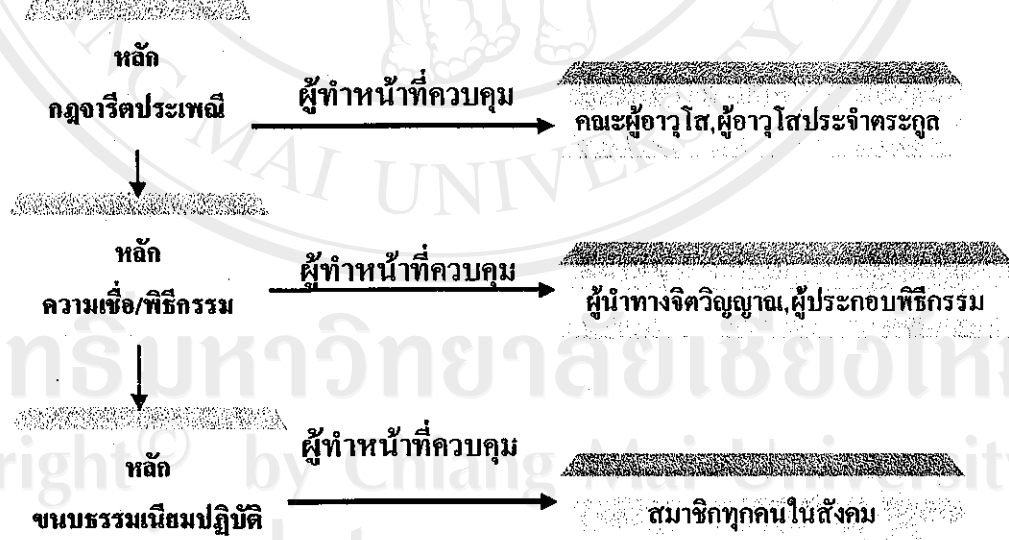 หลัก
กฎจารีตประเพณี
ผู้ทำหน้าที่ควบคุม
คณะผู้อาวุโส,ผู้อาวุโสประจำตระกูล
MAI UNIVERSITY
หลัก
ความเชื่อ/พิธีกรรม
ผู้ทำหน้าที่ควบคุม
ผู้นำทางจิตวิญญาณ,ผู้ประกอบพิธีกรรม
หลัก
ขนบธรรมเนียมปฏิบัติ
ผู้ทำหน้าที่ควบคุม
สมาชิกทุกคนในสังคม
by Chiang Mai University